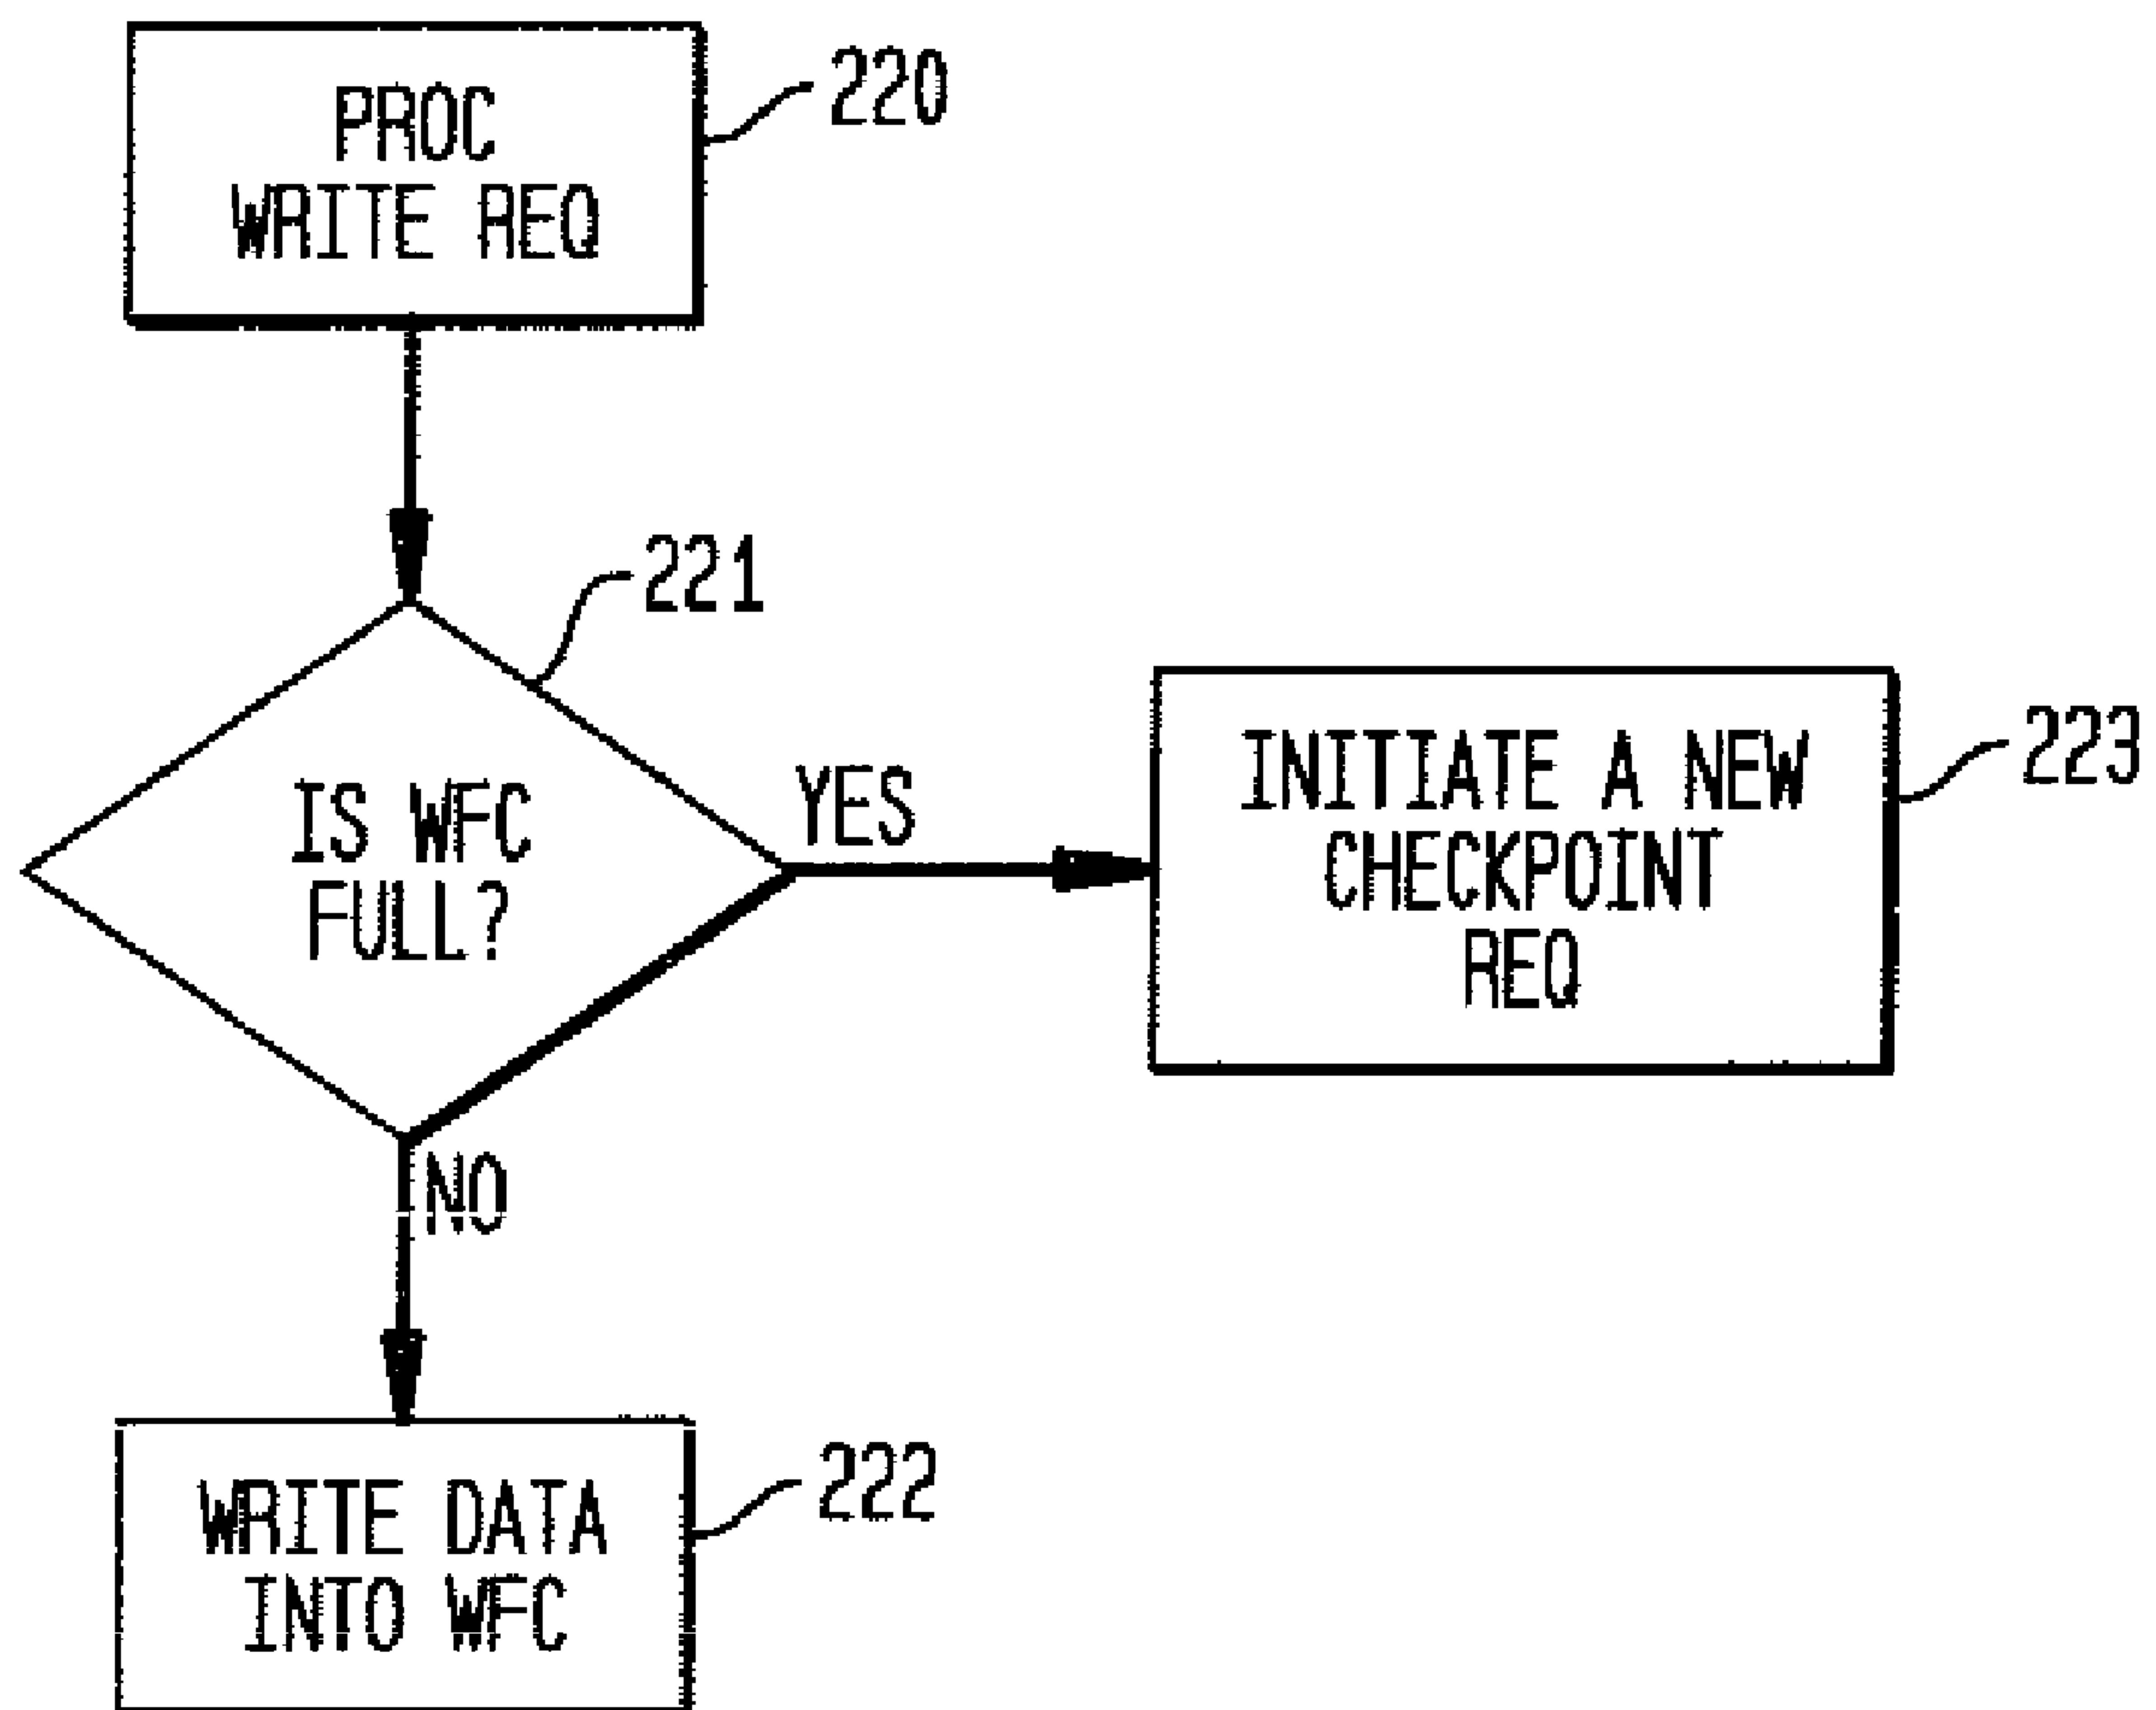 PROC
WRITE REQ
220
221
IS WFC
FULL?
YES
INITIATE A NEW
CHECKPOINT
REQ
223
NO
WRITE DATA
INTO WFC
222